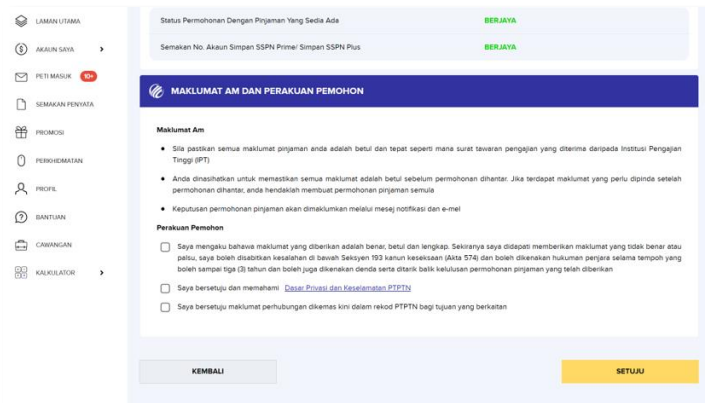 LAMAN UTAMA
AKAUN SAYA
PETI MASUK 10+
SEMAKAN PENYATA
PROMOSI
PERKHIDMATAN
PROFIL
BANTUAN
CAWANGAN
KALKULATOR
Status Permohonan Dengan Pinjaman Yang Sedia Ada BERJAYA
Semakan No. Akaun Simpan SSPN Prime/ Simpan SSPN Plus BERJAYA
MAKLUMAT AM DAN PERAKUAN PEMOHON
Maklumat Am
• Sila pastikan semua maklumat pinjaman anda adalah betul dan tepat seperti mana surat tawaran pengajian yang diterima daripada Institusi Pengajian
Tinggi (IPT)
• Anda dinasihatkan untuk memastikan semua maklumat adalah betul sebelum permohonan dihantar. Jika terdapat maklumat yang perlu dipinda setelah
permohonan dihantar, anda hendaklah membuat permohonan pinjaman semula
• Keputusan permohonan pinjaman akan dimaklumkan melalui mesej notifikasi dan e-mel
Perakuan Pemohon
Saya mengaku bahawa maklumat yang diberikan adalah benar, betul dan lengkap. Sekiranya saya didapati memberikan maklumat yang tidak benar atau
palsu, saya boleh disabitkan kesalahan di bawah Seksyen 193 kanun keseksaan (Akta 574) dan boleh dikenakan hukuman penjara selama tempoh yang
boleh sampai tiga (3) tahun dan boleh juga dikenakan denda serta ditarik balik kelulusan permohonan pinjaman yang telah diberikan
Saya bersetuju dan memahami Dasar Privasi dan Keselamatan PTPTN
Saya bersetuju maklumat perhubungan dikemas kini dalam rekod PTPTN bagi tujuan yang berkaitan
KEMBALI
SETUJU